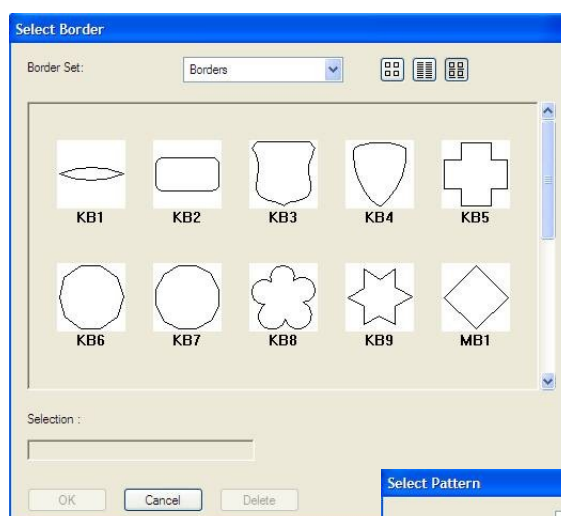 Select Border
Border Set: Borders
KB1 KB2 KB3 KB4 KB5
KB6 KB7 KB8 KB9 MB1
Selection :
OK Cancel Delete
Select Pattern